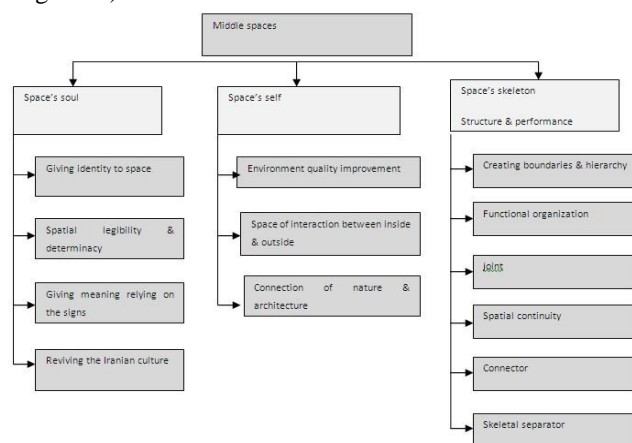 Middle spaces
Space's soul
Space's self
Space's skeleton
Structure & performance
Giving identity to space
Spatial legibility &
determinacy
Giving meaning relying on
the signs
Reviving the Iranian culture
Environment quality improvement
Space of interaction between inside
& outside
Connection of nature &
architecture
Creating boundaries & hierarchy
Functional organization
Joint
Spatial continuity
Connector
Skeletal separator